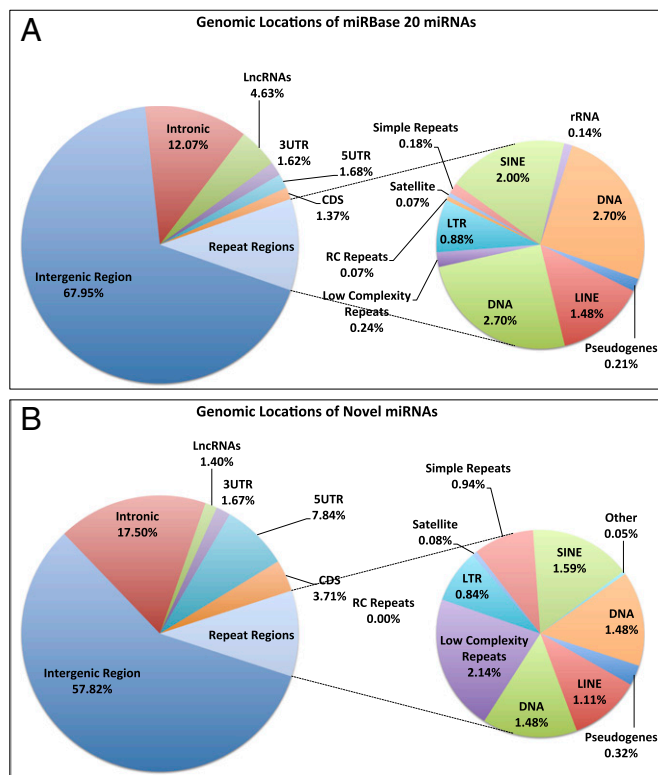 A
Genomic Locations of miRBase 20 miRNAs
LncRNAs
4.63%
Intronic
12.07%
3UTR
1.62%
5UTR
1.68%
CDS
1.37%
Repeat Regions
Intergenic Region
67.95%
Simple Repeats
0.18%
Satellite
0.07%
RC Repeats
0.07%
Low Complexity
Repeats
0.24%
LTR
0.88%
SINE
2.00%
rRNA
0.14%
DNA
2.70%
DNA
2.70%
LINE
1.48%
Pseudogenes
0.21%
B
Genomic Locations of Novel miRNAs
LncRNAs
1.40%
3UTR
1.67%
5UTR
7.84%
Intronic
17.50%
CDS
3.71%
Repeat Regions
Intergenic Region
57.82%
Simple Repeats
0.94%
Satellite
0.08%
RC Repeats
0.00%
LTR
0.84%
Low Complexity
Repeats
2.14%
SINE
1.59%
Other
0.05%
DNA
1.48%
DNA
1.48%
LINE
1.11%
Pseudogenes
0.32%